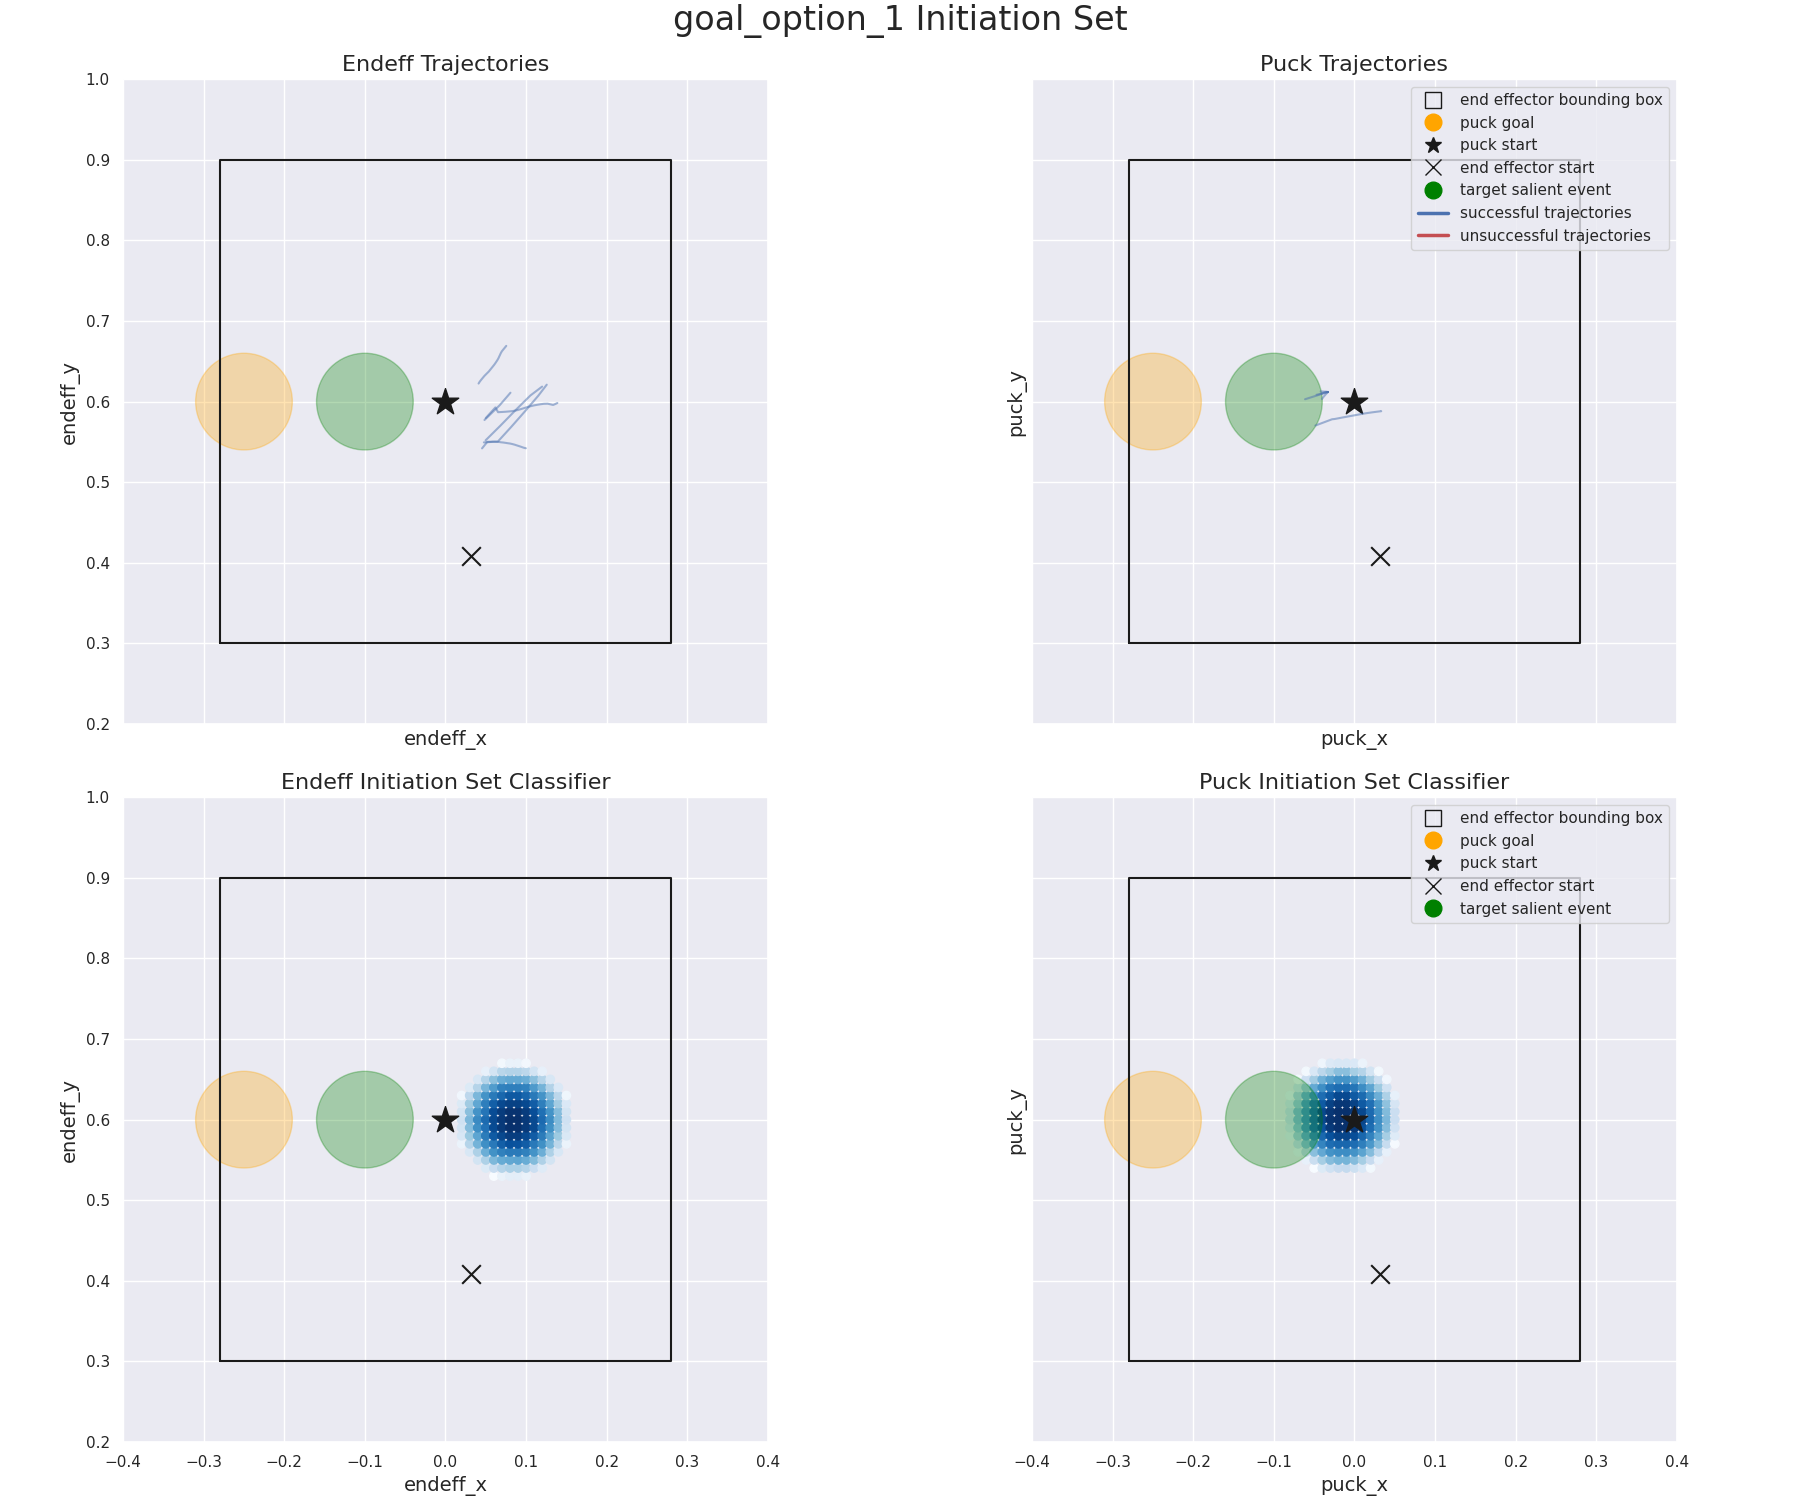 goal_option_1 Initiation Set
Endeff Trajectories
1.0
0.9
0.8
0.7
0.6
0.5
0.4
0.3
0.2
endeff_y
endeff_x
Puck Trajectories
end effector bounding box
puck goal
puck start
end effector start
target salient event
successful trajectories
unsuccessful trajectories
puck_y
puck_x
Endeff Initiation Set Classifier
1.0
0.9
0.8
0.7
0.6
0.5
0.4
0.3
0.2
endeff_y
−0.4 −0.3 −0.2 −0.1 0.0 0.1 0.2 0.3 0.4
endeff_x
Puck Initiation Set Classifier
end effector bounding box
puck goal
puck start
end effector start
target salient event
puck_y
−0.4 −0.3 −0.2 −0.1 0.0 0.1 0.2 0.3 0.4
puck_x